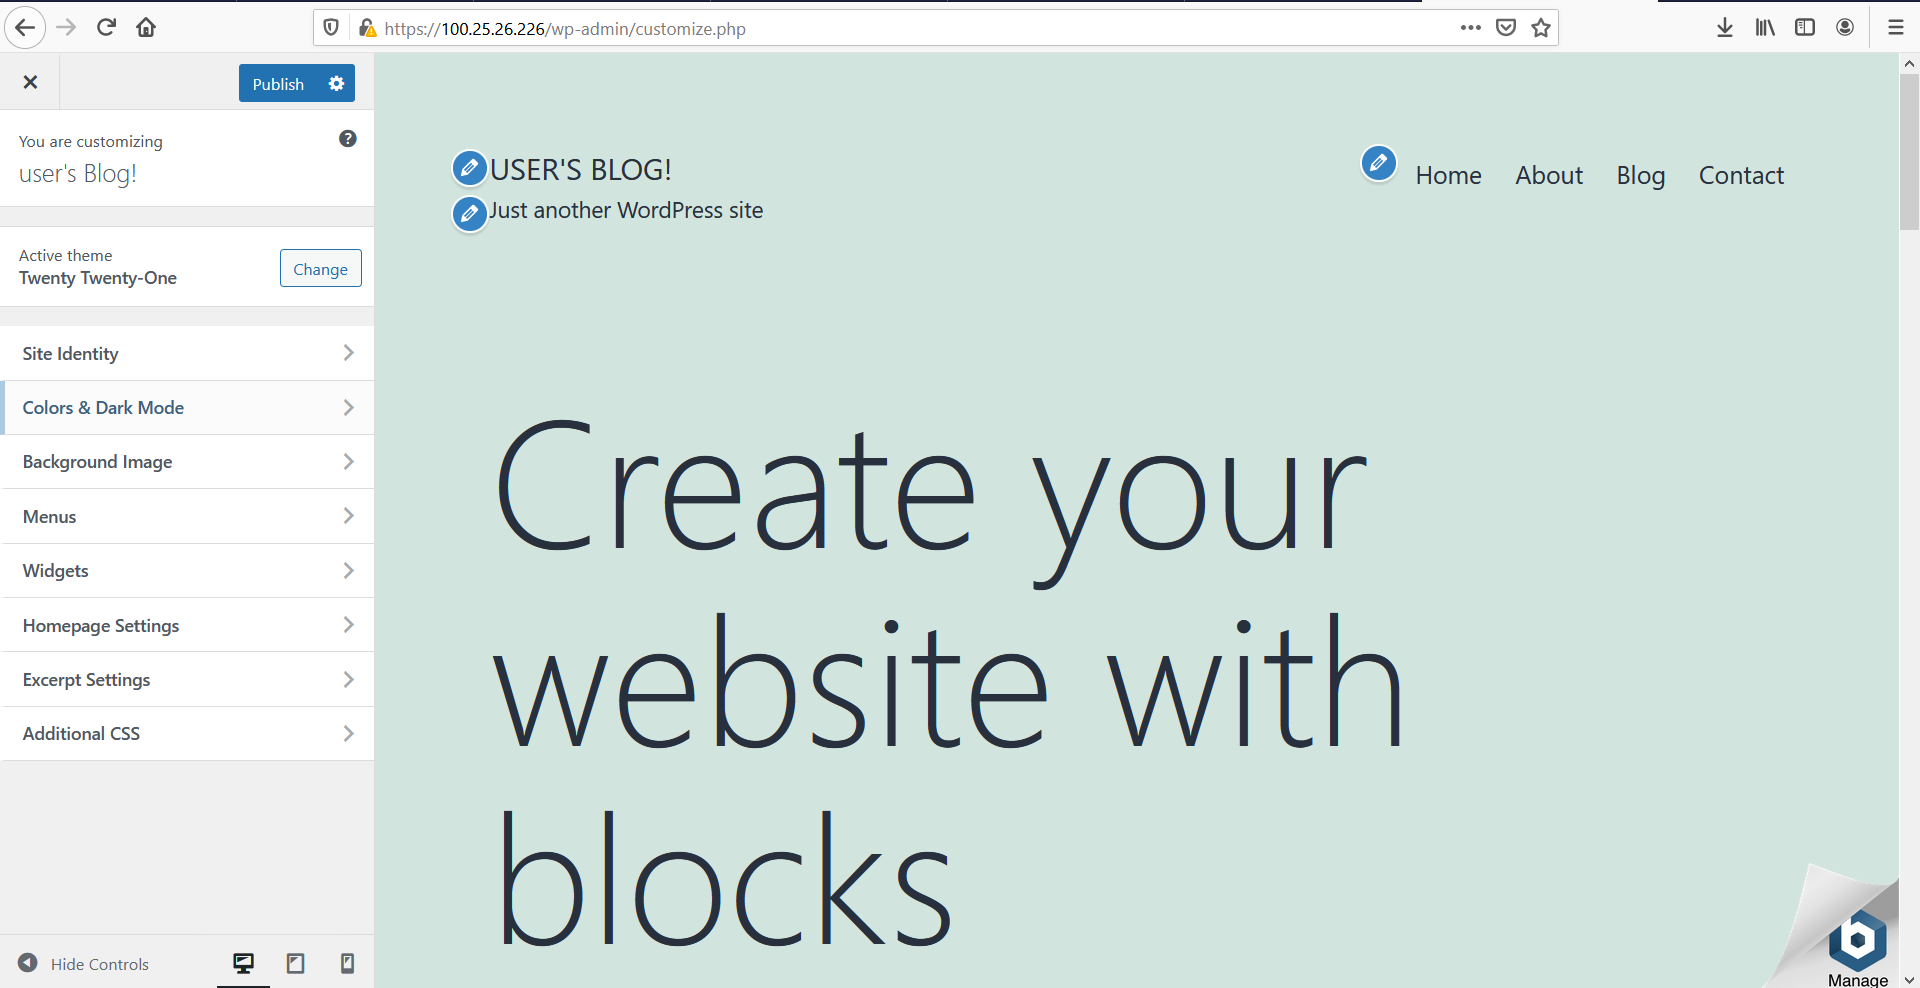 https://100.25.26.226/wp-admin/customize.php
Publish
You are customizing
user's Blog!
Active theme
Twenty Twenty-One
Change
Site Identity
Colors & Dark Mode
Background Image
Menus
Widgets
Homepage Settings
Excerpt Settings
Additional CSS
Hide Controls
USER'S BLOG!
Just another WordPress site
Home About Blog Contact
Create your
website with
blocks
Manage